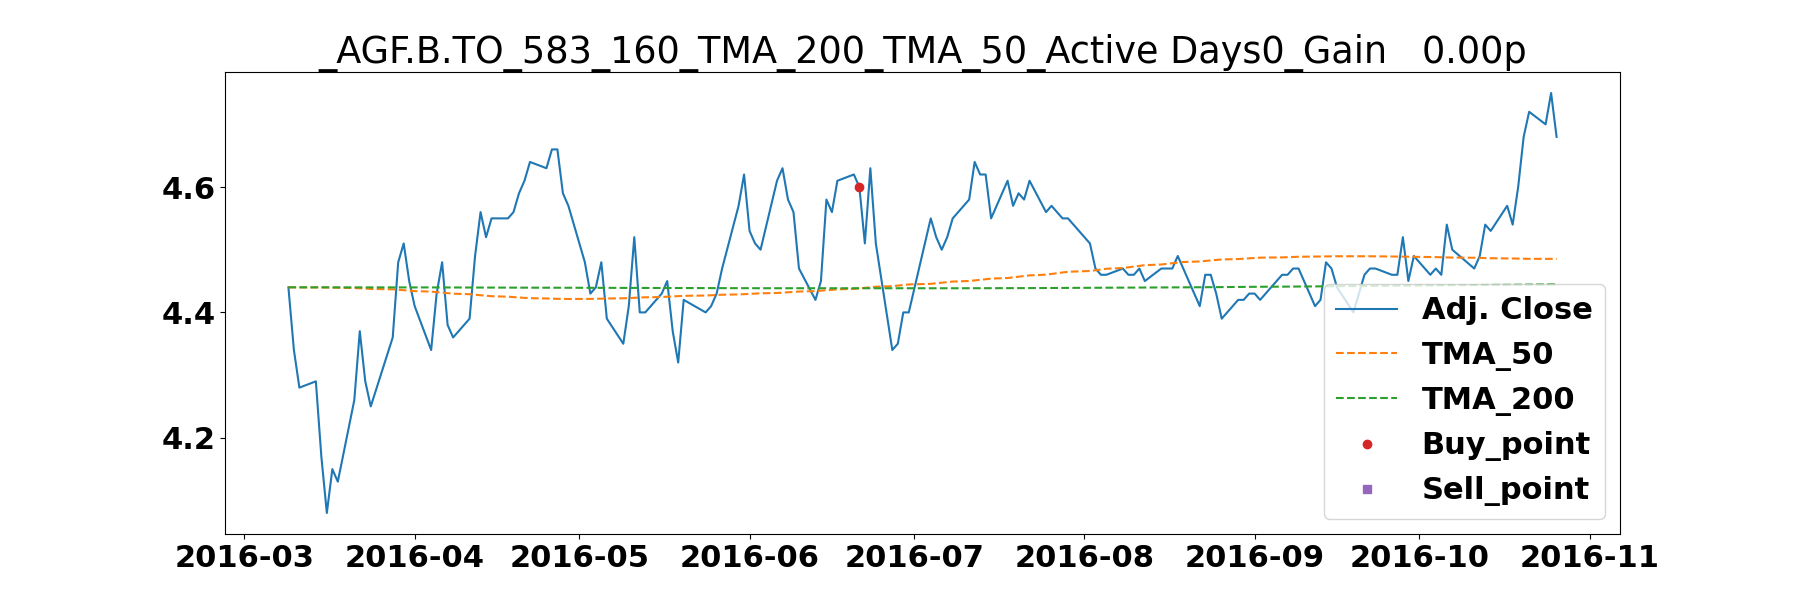 _AGF.B.TO_583_160_TMA_200_TMA_50_Active Days0_Gain   0.00p
4.6
4.4
4.2
Adj. Close
TMA_50
TMA_200
Buy_point
Sell_point
2016-03 2016-04 2016-05 2016-06 2016-07 2016-08 2016-09 2016-10 2016-11